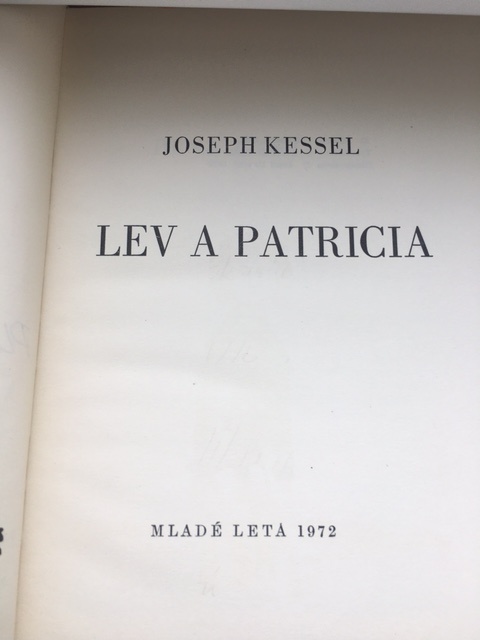 JOSEPH KESSEL
LEV A PATRICIA
MLADÉ LETÁ 1972